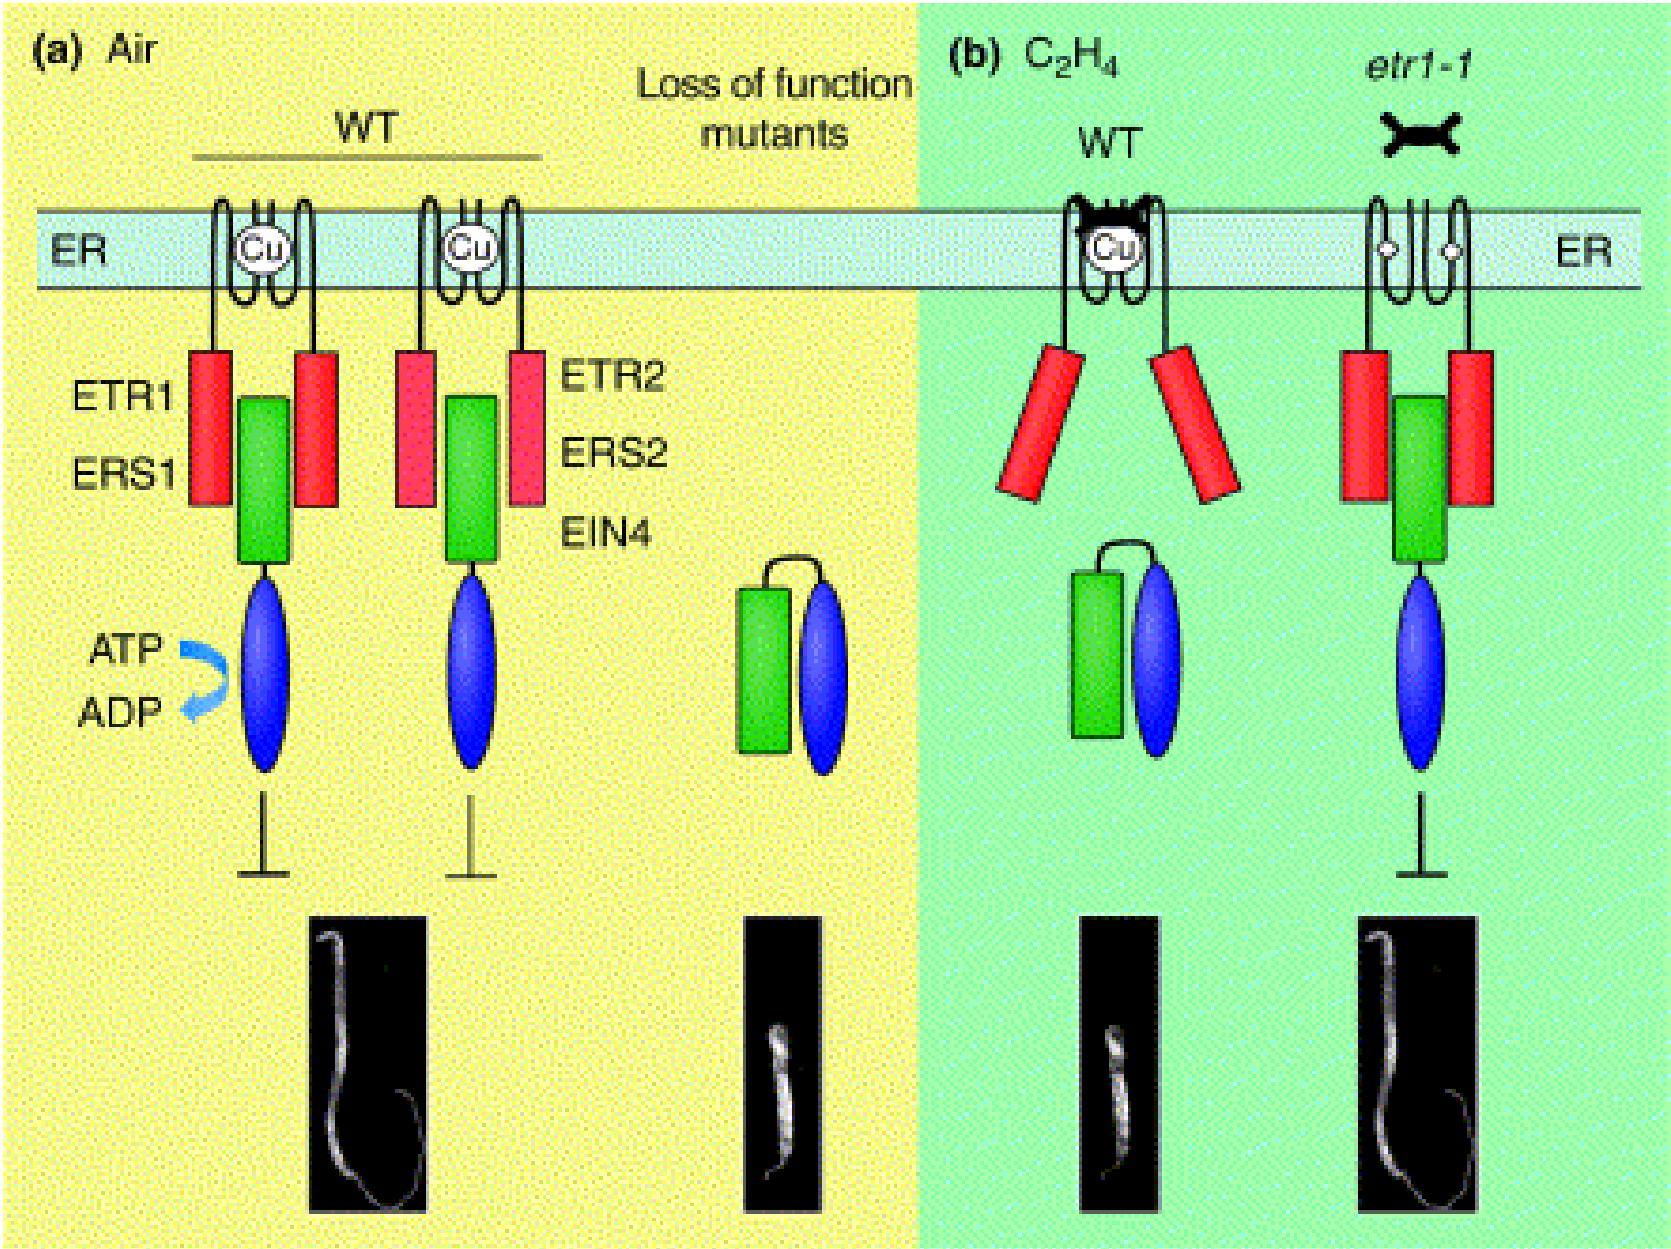 (a) Air
WT
Loss of function
mutants
(b) C₂H₄
etr1-1
WT
ER
Cu
Cu
Cu
ER
ETR1
ERS1
ETR2
ERS2
EIN4
ATP
ADP